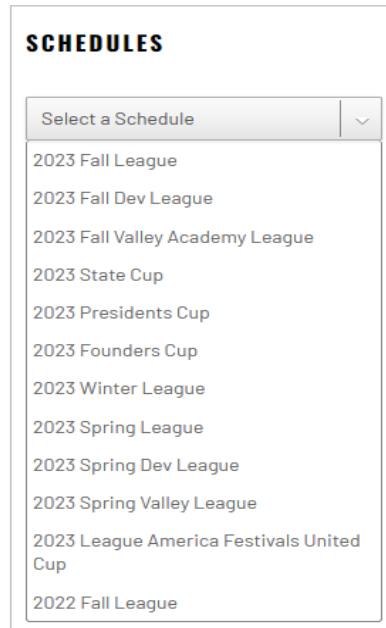 SCHEDULES
Select a Schedule
2023 Fall League
2023 Fall Dev League
2023 Fall Valley Academy League
2023 State Cup
2023 Presidents Cup
2023 Founders Cup
2023 Winter League
2023 Spring League
2023 Spring Dev League
2023 Spring Valley League
2023 League America Festivals United
Cup
2022 Fall League